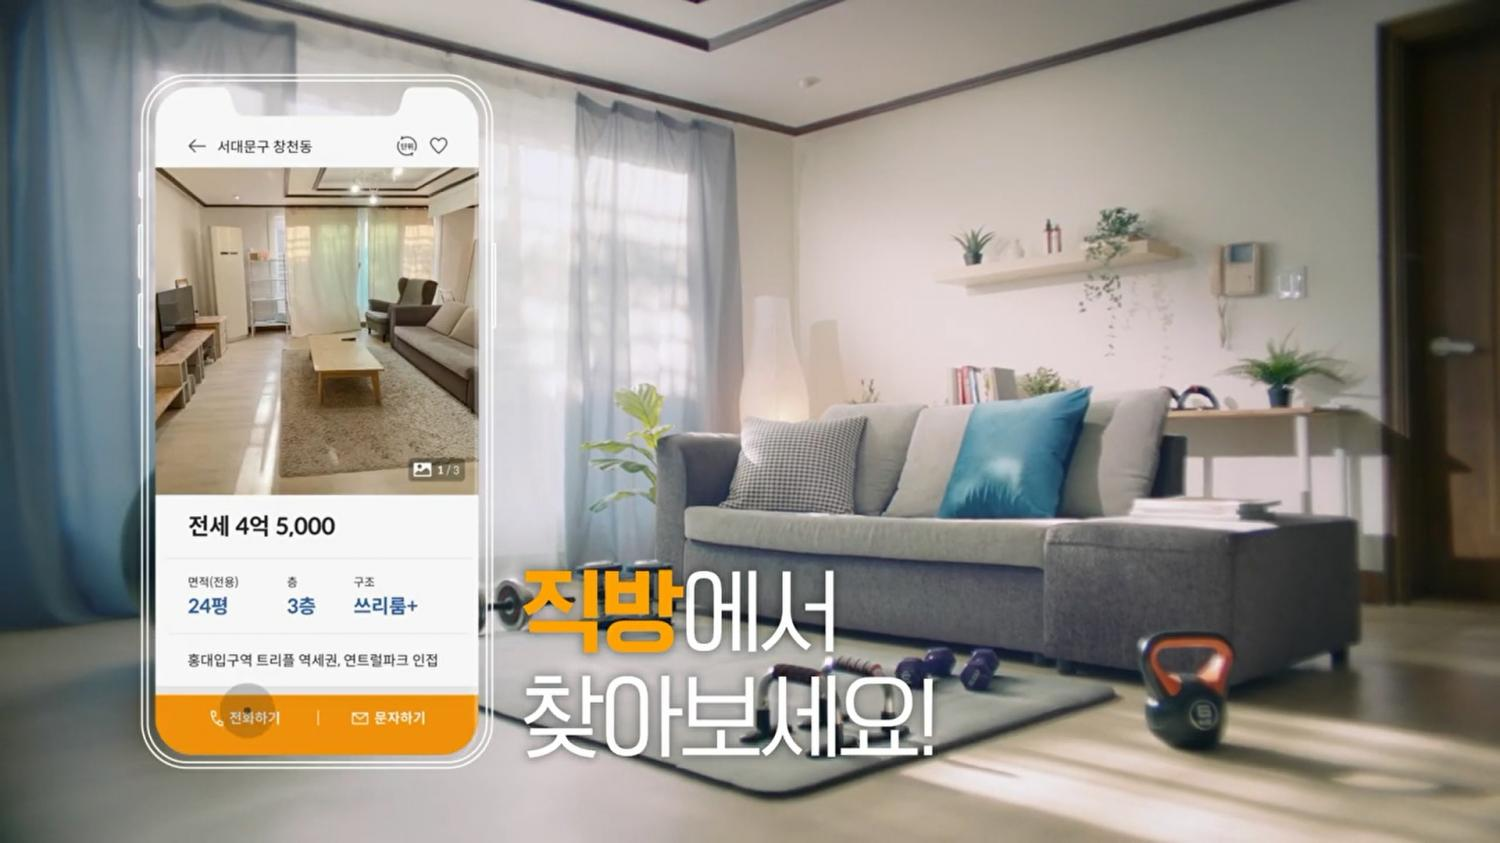 서대문구 창천동
단위
1 / 3
전세 4억 5,000
면적(전용) 층 구조
24평 3층 쓰리룸+
홍대입구역 트리플 역세권, 연트럴파크 인접
전화하기 | 문자하기
직방에서
찾아보세요!